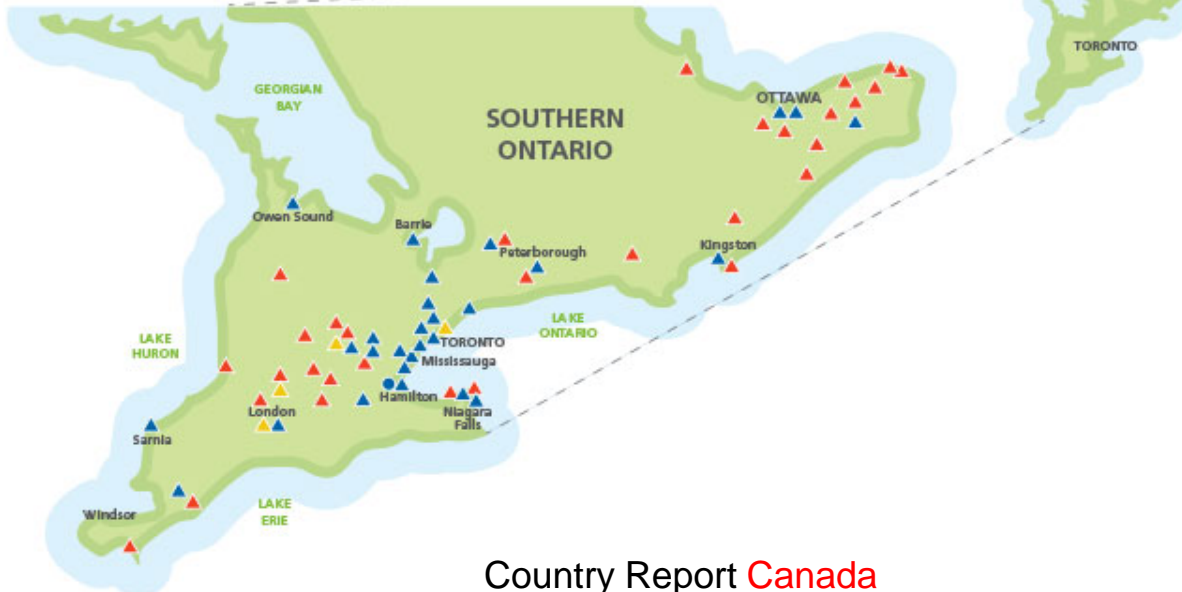 TORONTO
GEORGIAN
BAY
OTTAWA
SOUTHERN
ONTARIO
Owen Sound
Barrie
Peterborough
Kingston
LAKE
HURON
LAKE
ONTARIO
TORONTO
Mississauga
Hamilton
London
Niagara
Falls
Sarnia
Windsor
LAKE
ERIE
Country Report Canada